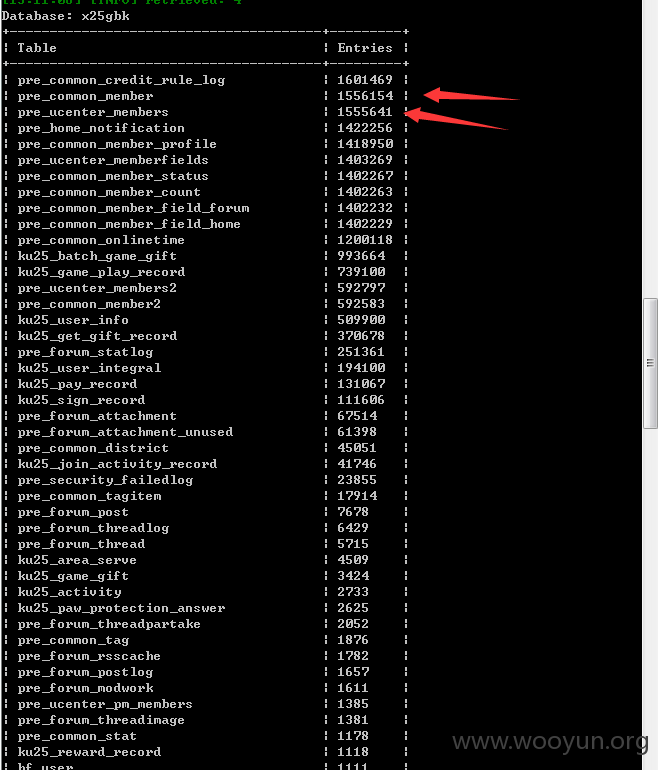 [15:11:08] [INFO] retrieved: 4
Database: x25gbk
Table | Entries
pre_common_credit_rule_log | 1601469
pre_common_member | 1556154
pre_ucenter_members | 1555641
pre_home_notification | 1422256
pre_common_member_profile | 1418950
pre_ucenter_memberfields | 1403269
pre_common_member_status | 1402267
pre_common_member_count | 1402263
pre_common_member_field_forum | 1402232
pre_common_member_field_home | 1402229
pre_common_onlinetime | 1200118
ku25_batch_game_gift | 993664
ku25_game_play_record | 739100
pre_ucenter_members2 | 592797
pre_common_member2 | 592583
ku25_user_info | 509900
ku25_get_gift_record | 370678
pre_forum_statlog | 251361
ku25_user_integral | 194100
ku25_pay_record | 131067
ku25_sign_record | 111606
pre_forum_attachment | 67514
pre_forum_attachment_unused | 61398
pre_common_district | 45051
ku25_join_activity_record | 41746
pre_security_failedlog | 23855
pre_common_tagitem | 17914
pre_forum_post | 7678
pre_forum_threadlog | 6429
pre_forum_thread | 5715
ku25_area_serve | 4509
ku25_game_gift | 3424
ku25_activity | 2733
ku25_paw_protection_answer | 2625
pre_forum_threadpartake | 2052
pre_common_tag | 1876
pre_forum_rsscache | 1782
pre_forum_postlog | 1657
pre_forum_modwork | 1611
pre_ucenter_pm_members | 1385
pre_forum_threadimage | 1381
pre_common_stat | 1178
ku25_reward_record | 1118
bf_user | 1111
www.wooyun.org